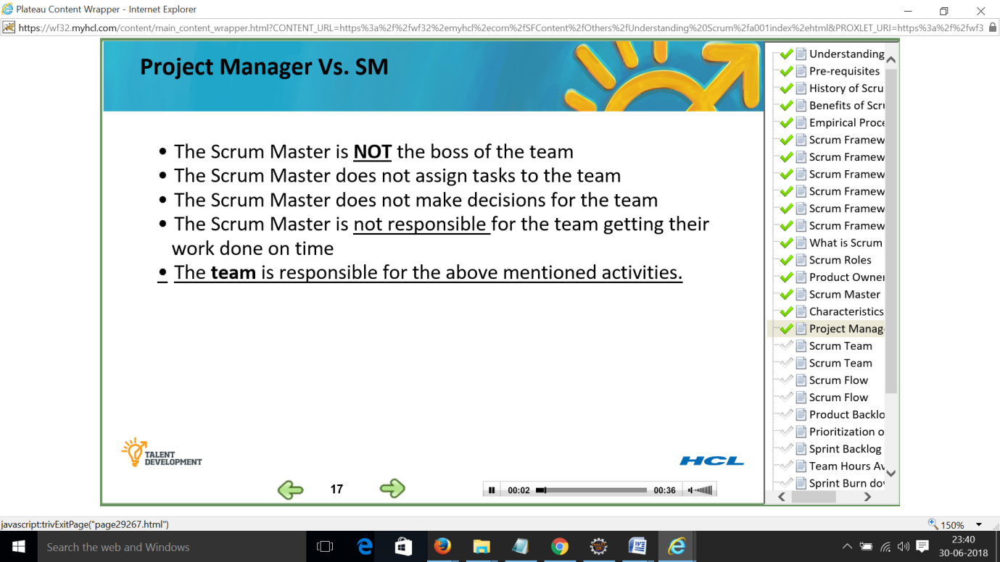 Plateau Content Wrapper - Internet Explorer
https://wf32.myhcl.com/content/main_content_wrapper.html?CONTENT_URL=https%3a%2f%2fwf32%2emyhcl%2ecom%2fSFContent%2fOthers%2fUnderstanding%20Scrum%2fa001index%2ehtml&PROXLET_URI=https%3a%2f%2fwf3
Project Manager Vs. SM
• The Scrum Master is NOT the boss of the team
• The Scrum Master does not assign tasks to the team
• The Scrum Master does not make decisions for the team
• The Scrum Master is not responsible for the team getting their
work done on time
• The team is responsible for the above mentioned activities.
TALENT
DEVELOPMENT
HCL
17
00:02
00:36
Understanding
Pre-requisites
History of Scru
Benefits of Scru
Empirical Proce
Scrum Framew
Scrum Framew
Scrum Framew
Scrum Framew
Scrum Framew
Scrum Framew
What is Scrum
Scrum Roles
Product Owner
Scrum Master
Characteristics
Project Manag
Scrum Team
Scrum Team
Scrum Flow
Scrum Flow
Product Backlo
Prioritization o
Sprint Backlog
Team Hours Av
Sprint Burn dow
javascript:trivExitPage("page29267.html")
150%
Search the web and Windows
23:40
30-06-2018